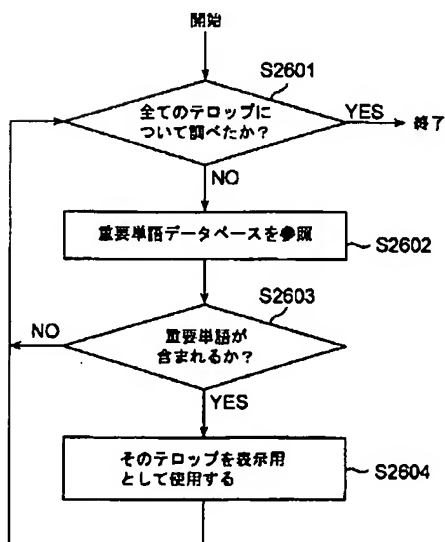 開始
S2601
全てのテロップに
ついて調べたか？
YES
終了
NO
重要単語データベースを参照
S2602
S2603
重要単語が
含まれるか？
NO
YES
そのテロップを表示用
として使用する
S2604